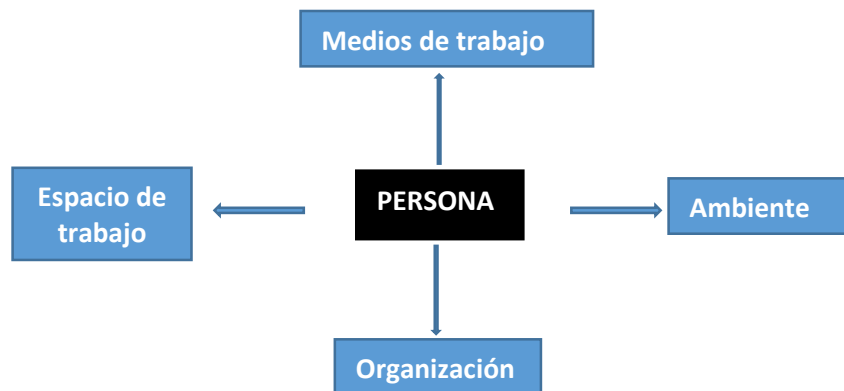 Medios de trabajo
Espacio de
trabajo
PERSONA
Ambiente
Organización